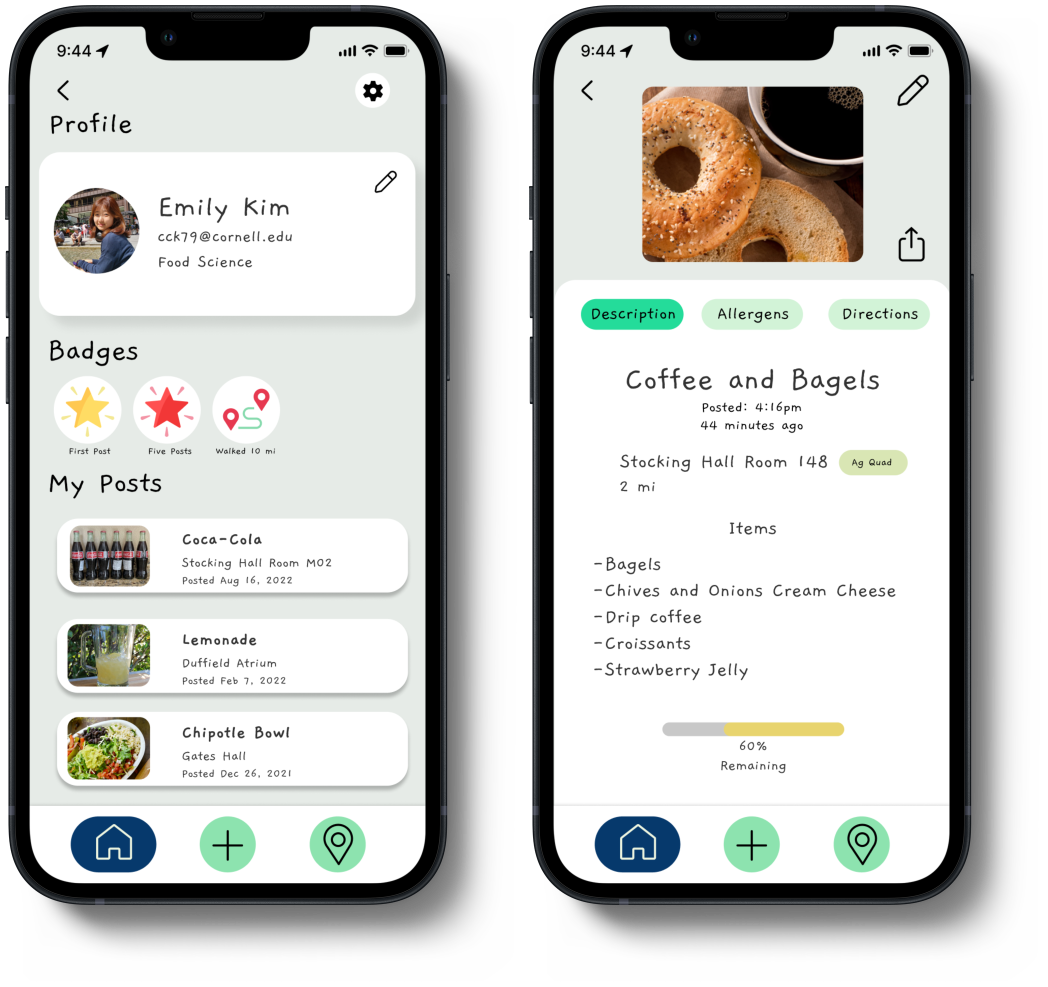 9:44
Profile
Emily Kim
cck79@cornell.edu
Food Science
Badges
First Post
Five Posts
Walked 10 mi
My Posts
Coca-Cola
Stocking Hall Room M02
Posted Aug 16, 2022
Lemonade
Duffield Atrium
Posted Feb 7, 2022
Chipotle Bowl
Gates Hall
Posted Dec 26, 2021
9:44
Description
Allergens
Directions
Coffee and Bagels
Posted: 4:16pm
44 minutes ago
Stocking Hall Room 148
Ag Quad
2 mi
Items
-Bagels
-Chives and Onions Cream Cheese
-Drip coffee
-Croissants
-Strawberry Jelly
60%
Remaining